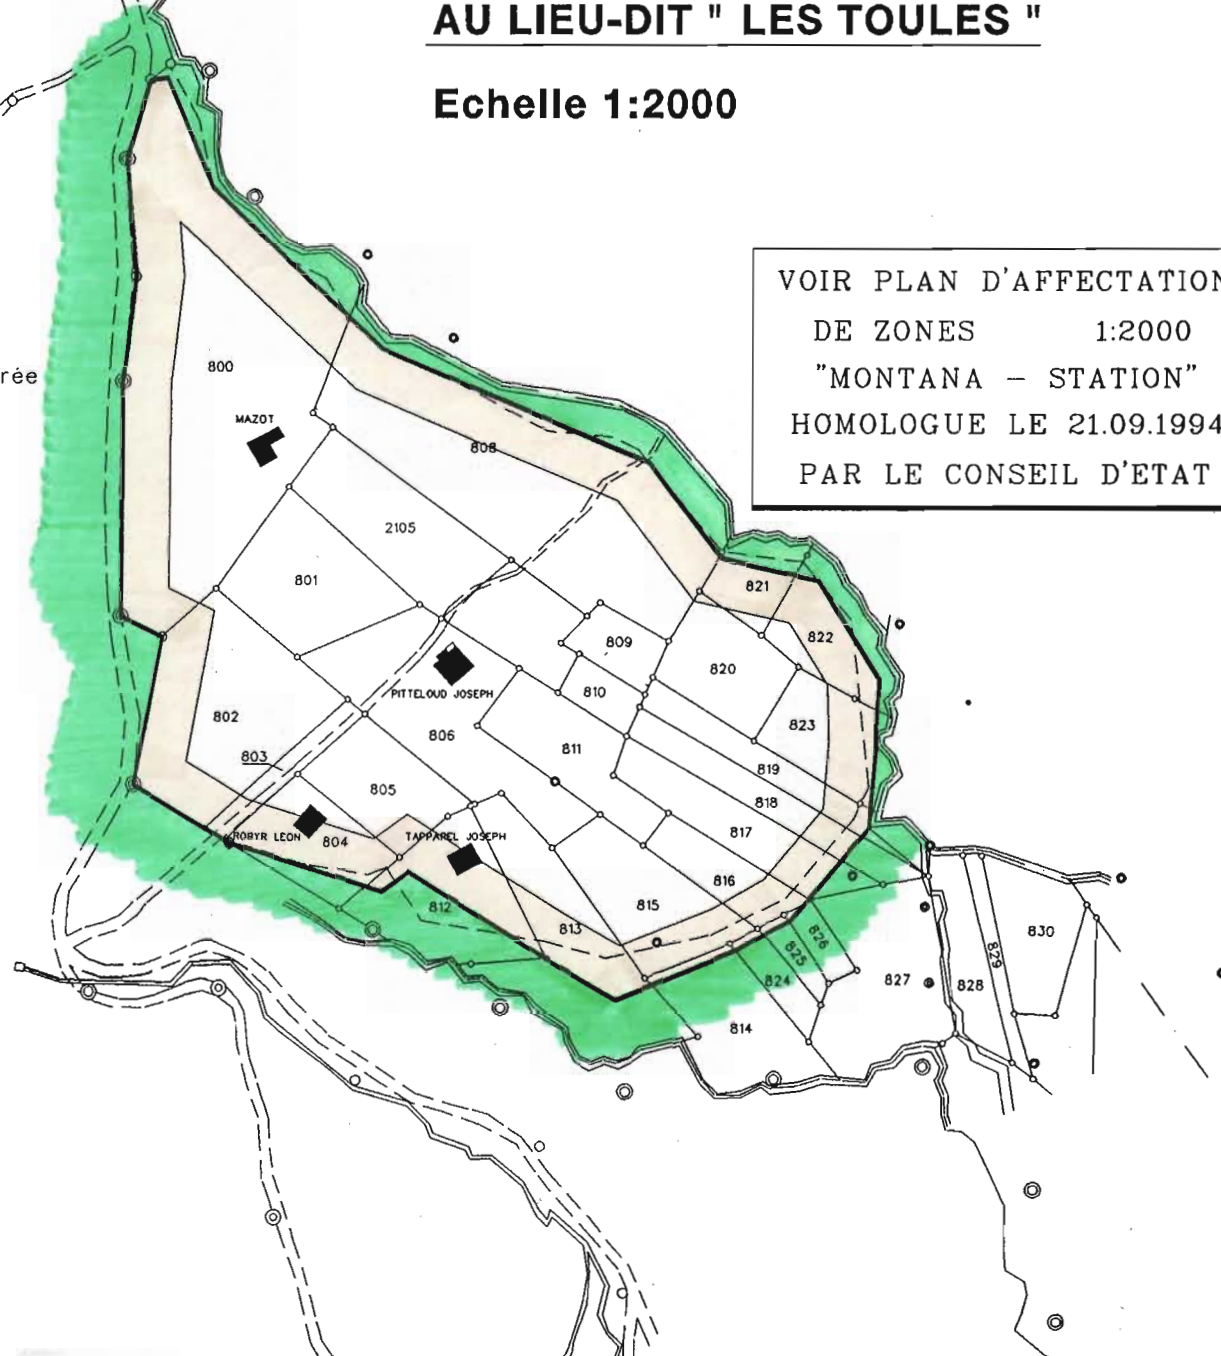 AU LIEU-DIT " LES TOULES "
Echelle 1:2000
VOIR PLAN D'AFFECTATION
DE ZONES 1:2000
"MONTANA – STATION"
HOMOLOGUE LE 21.09.1994
PAR LE CONSEIL D'ETAT
rée
800
MAZOT
808
2105
801
821
822
809
820
810
PITTELOUD JOSEPH
802
806
823
811
803
819
805
818
817
ROBYR LEON
804
TAPPAREL JOSEPH
816
812
815
813
826
825
824
827
828
829
830
814